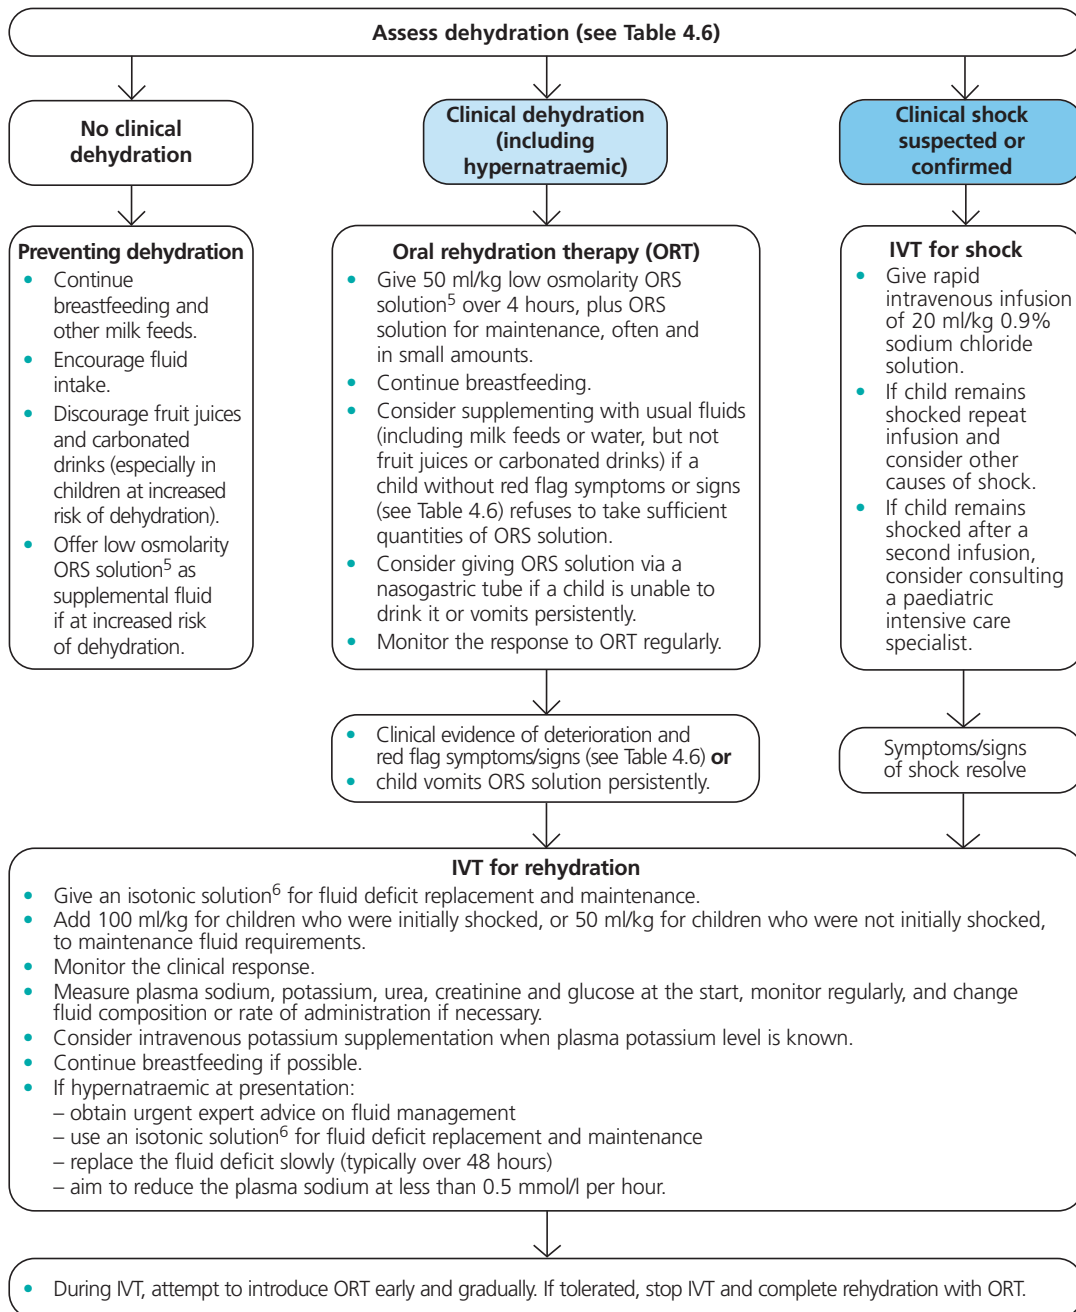 Assess dehydration (see Table 4.6)
No clinical
dehydration
Clinical dehydration
(including
hypernatraemic)
Clinical shock
suspected or
confirmed
Preventing dehydration
• Continue
breastfeeding and
other milk feeds.
• Encourage fluid
intake.
• Discourage fruit juices
and carbonated
drinks (especially in
children at increased
risk of dehydration).
• Offer low osmolarity
ORS solution5 as
supplemental fluid
if at increased risk
of dehydration.
Oral rehydration therapy (ORT)
• Give 50 ml/kg low osmolarity ORS
solution5 over 4 hours, plus ORS
solution for maintenance, often and
in small amounts.
• Continue breastfeeding.
• Consider supplementing with usual fluids
(including milk feeds or water, but not
fruit juices or carbonated drinks) if a
child without red flag symptoms or signs
(see Table 4.6) refuses to take sufficient
quantities of ORS solution.
• Consider giving ORS solution via a
nasogastric tube if a child is unable to
drink it or vomits persistently.
• Monitor the response to ORT regularly.
IVT for shock
• Give rapid
intravenous infusion
of 20 ml/kg 0.9%
sodium chloride
solution.
• If child remains
shocked repeat
infusion and
consider other
causes of shock.
• If child remains
shocked after a
second infusion,
consider consulting
a paediatric
intensive care
specialist.
• Clinical evidence of deterioration and
red flag symptoms/signs (see Table 4.6) or
• child vomits ORS solution persistently.
Symptoms/signs
of shock resolve
IVT for rehydration
• Give an isotonic solution6 for fluid deficit replacement and maintenance.
• Add 100 ml/kg for children who were initially shocked, or 50 ml/kg for children who were not initially shocked,
to maintenance fluid requirements.
• Monitor the clinical response.
• Measure plasma sodium, potassium, urea, creatinine and glucose at the start, monitor regularly, and change
fluid composition or rate of administration if necessary.
• Consider intravenous potassium supplementation when plasma potassium level is known.
• Continue breastfeeding if possible.
• If hypernatraemic at presentation:
– obtain urgent expert advice on fluid management
– use an isotonic solution6 for fluid deficit replacement and maintenance
– replace the fluid deficit slowly (typically over 48 hours)
– aim to reduce the plasma sodium at less than 0.5 mmol/l per hour.
• During IVT, attempt to introduce ORT early and gradually. If tolerated, stop IVT and complete rehydration with ORT.